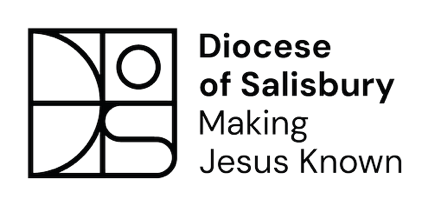 Diocese
of Salisbury
Making
Jesus Known